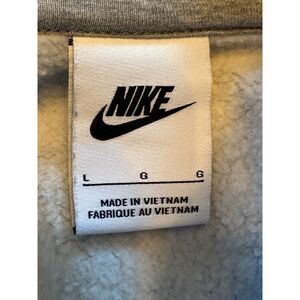 NIKE
L G G
MADE IN VIETNAM
FABRIQUE AU VIETNAM